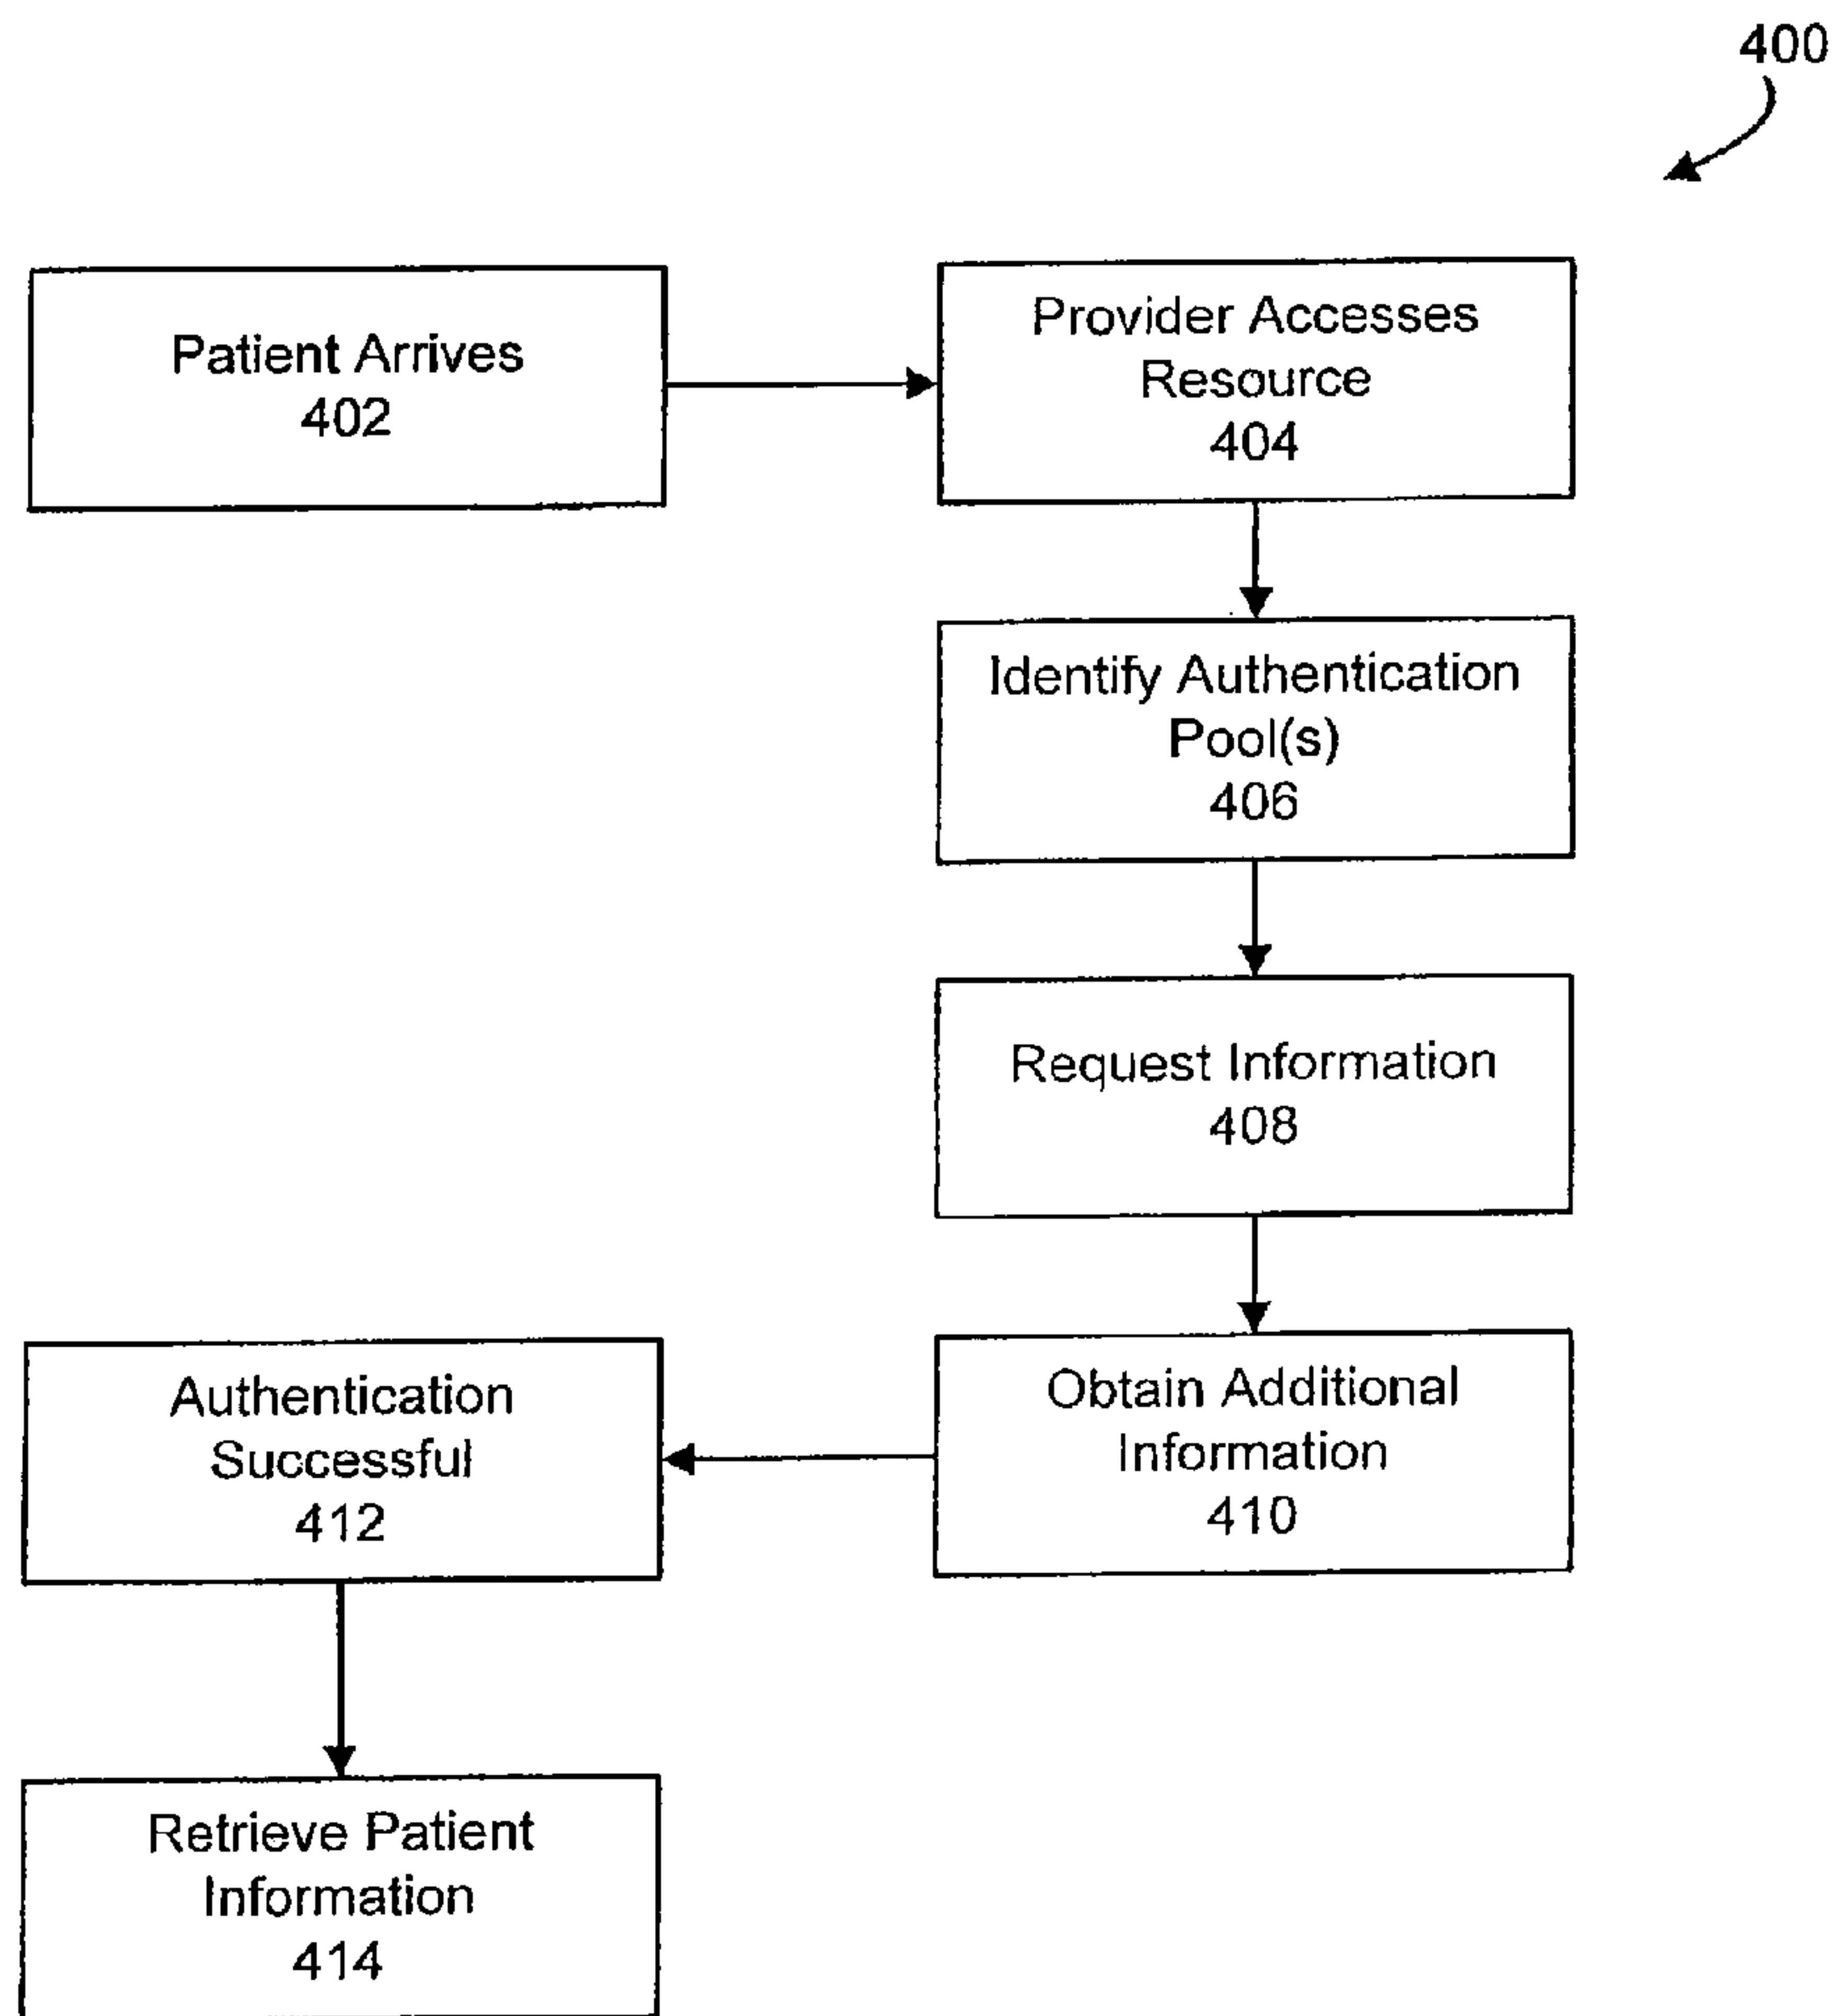 400
Patient Arrives
402
Provider Accesses
Resource
404
Identify Authentication
Pool(s)
406
Request Information
408
Obtain Additional
Information
410
Authentication
Successful
412
Retrieve Patient
Information
414